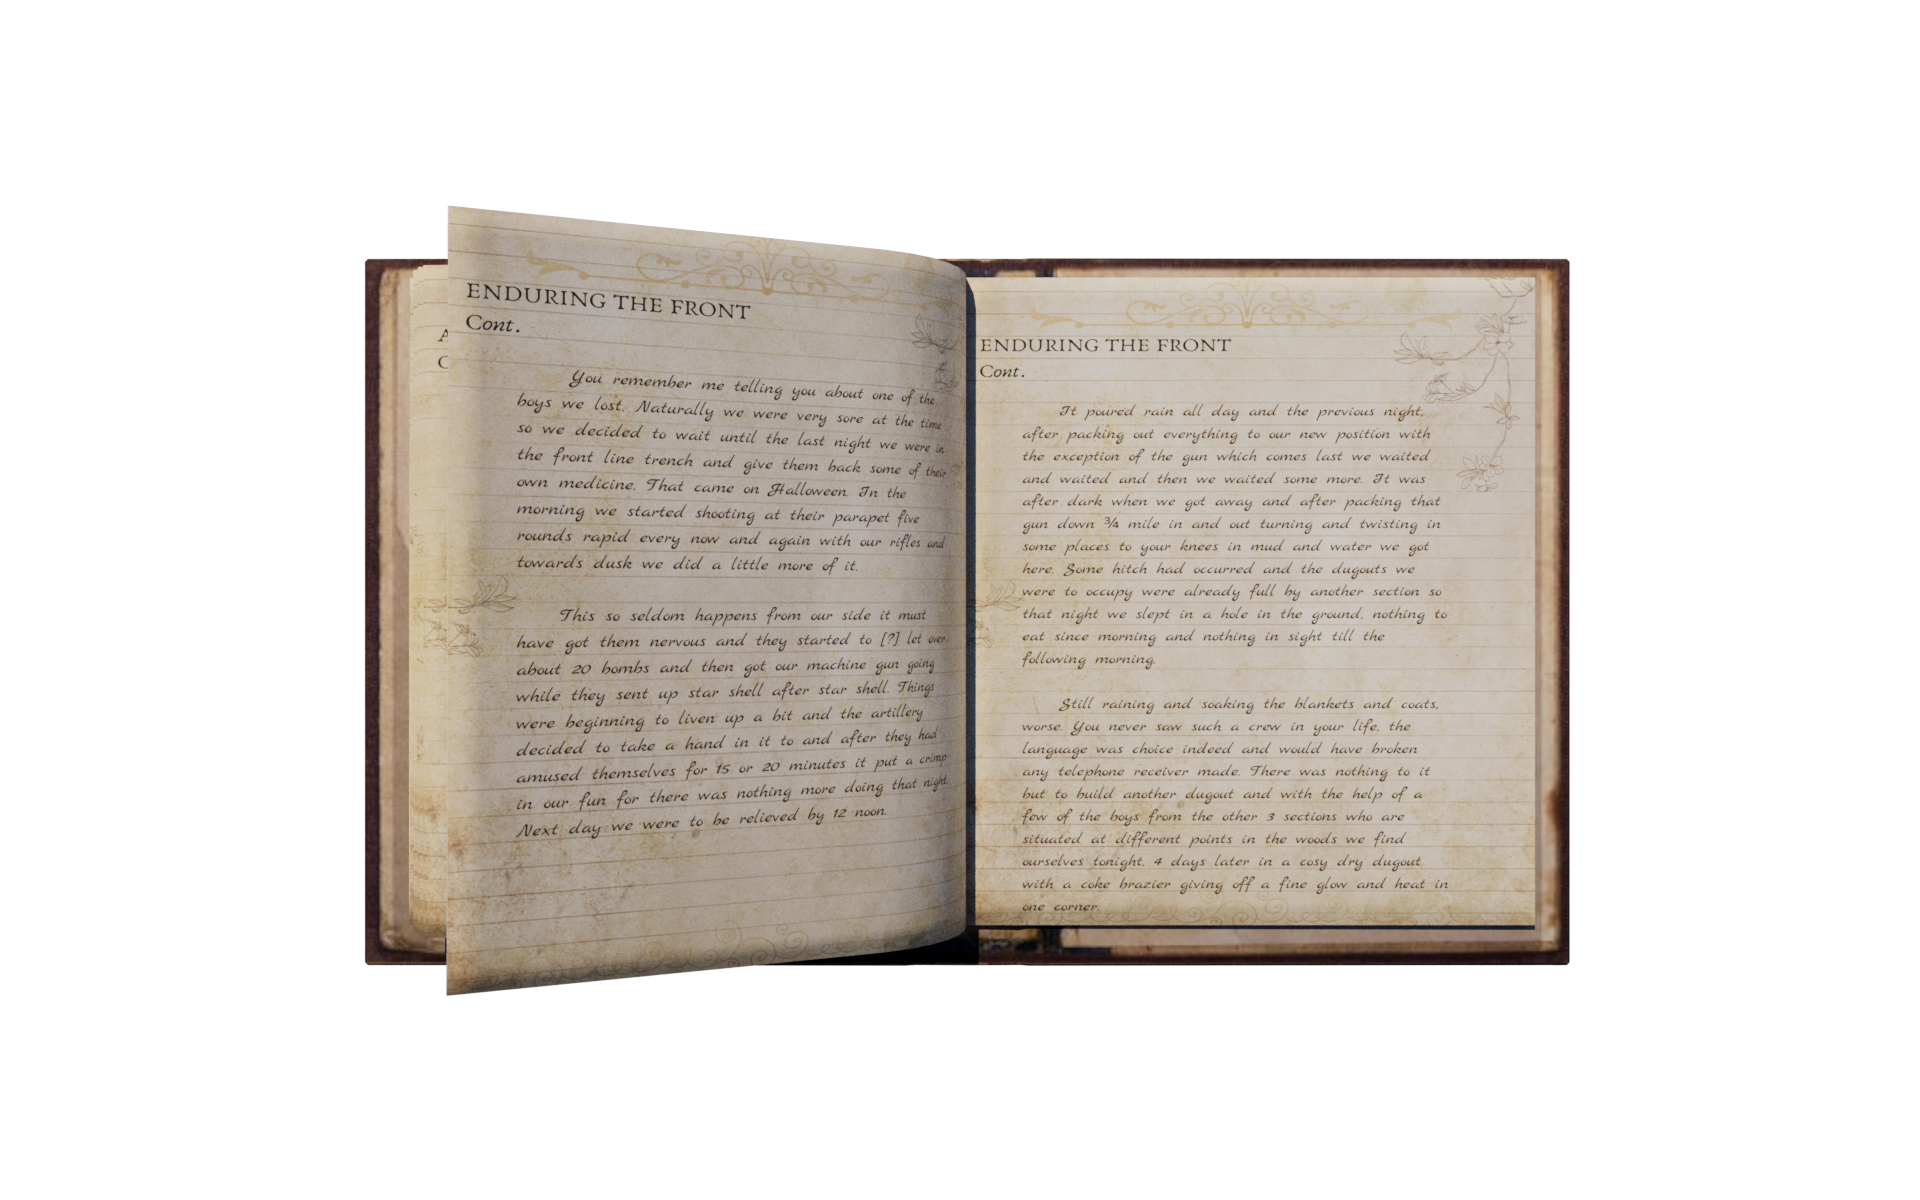 ENDURING THE FRONT
Cont.
You remember me telling you about one of the
boys we lost. Naturally we were very sore at the time
so we decided to wait until the last night we were in
the front line trench and give them back some of their
own medicine. That came on Halloween. In the
morning we started shooting at their parapet five
rounds rapid every now and again with our rifles and
towards dusk we did a little more of it.
This so seldom happens from our side it must
have got them nervous and they started to [?] let over
about 20 bombs and then got our machine gun going
while they sent up star shell after star shell. Things
were beginning to liven up a bit and the artillery
decided to take a hand in it to and after they had
amused themselves for 15 or 20 minutes it put a crimp
in our fun for there was nothing more doing that night.
Next day we were to be relieved by 12 noon.
ENDURING THE FRONT
Cont.
It poured rain all day and the previous night,
after packing out everything to our new position with
the exception of the gun which comes last we waited
and waited and then we waited some more. It was
after dark when we got away and after packing that
gun down ¾ mile in and out turning and twisting in
some places to your knees in mud and water we got
here. Some hitch had occurred and the dugouts we
were to occupy were already full by another section so
that night we slept in a hole in the ground, nothing to
eat since morning and nothing in sight till the
following morning.
Still raining and soaking the blankets and coats,
worse. You never saw such a crew in your life, the
language was choice indeed and would have broken
any telephone receiver made. There was nothing to it
but to build another dugout and with the help of a
few of the boys from the other 3 sections who are
situated at different points in the woods we find
ourselves tonight, 4 days later in a cosy dry dugout
with a coke brazier giving off a fine glow and heat in
one corner.